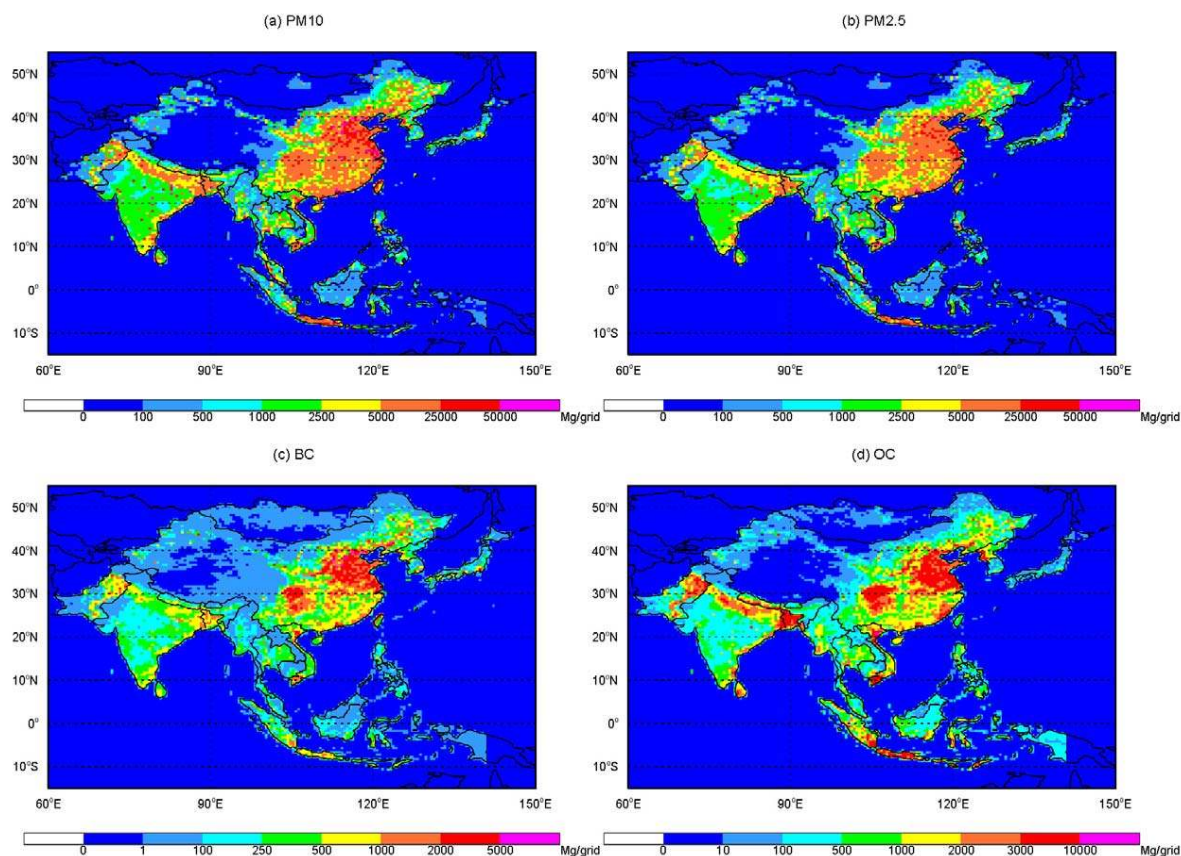 (a) PM10
(b) PM2.5
50°N
40°N
30°N
20°N
10°N
0°
10°S
60°E 90°E 120°E 150°E
50°N
40°N
30°N
20°N
10°N
0°
10°S
60°E 90°E 120°E 150°E
0 100 500 1000 2500 5000 25000 50000 Mg/grid
0 100 500 1000 2500 5000 25000 50000 Mg/grid
(c) BC
(d) OC
50°N
40°N
30°N
20°N
10°N
0°
10°S
60°E 90°E 120°E 150°E
50°N
40°N
30°N
20°N
10°N
0°
10°S
60°E 90°E 120°E 150°E
0 1 100 250 500 1000 2000 5000 Mg/grid
0 10 100 500 1000 2000 3000 10000 Mg/grid